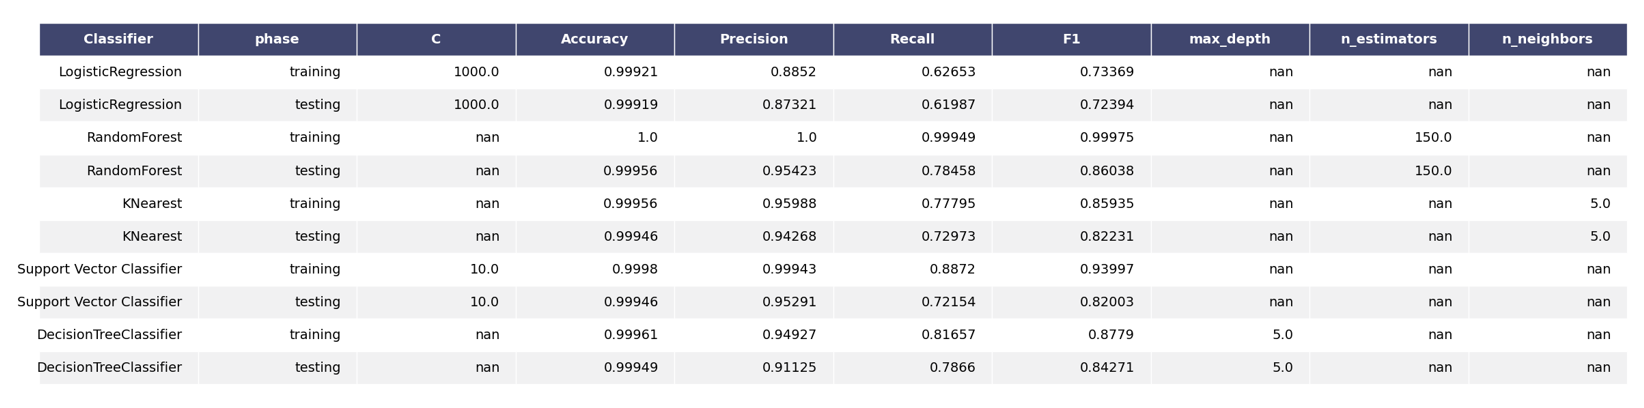 Classifier phase C Accuracy Precision Recall F1 max_depth n_estimators n_neighbors
LogisticRegression training 1000.0 0.99921 0.8852 0.62653 0.73369 nan nan nan
LogisticRegression testing 1000.0 0.99919 0.87321 0.61987 0.72394 nan nan nan
RandomForest training nan 1.0 1.0 0.99949 0.99975 nan 150.0 nan
RandomForest testing nan 0.99956 0.95423 0.78458 0.86038 nan 150.0 nan
KNearest training nan 0.99956 0.95988 0.77795 0.85935 nan nan 5.0
KNearest testing nan 0.99946 0.94268 0.72973 0.82231 nan nan 5.0
Support Vector Classifier training 10.0 0.9998 0.99943 0.8872 0.93997 nan nan nan
Support Vector Classifier testing 10.0 0.99946 0.95291 0.72154 0.82003 nan nan nan
DecisionTreeClassifier training nan 0.99961 0.94927 0.81657 0.8779 5.0 nan nan
DecisionTreeClassifier testing nan 0.99949 0.91125 0.7866 0.84271 5.0 nan nan